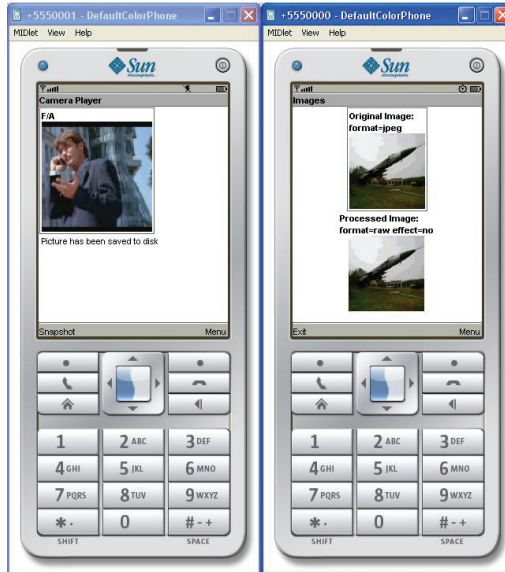 +5550001 - DefaultColorPhone
MIDlet View Help
Sun
microsystems
Camera Player
F/A
Picture has been saved to disk
Snapshot Menu
1 2 ABC 3 DEF
4 GHI 5 JKL 6 MNO
7 PQRS 8 TUV 9 WXYZ
* . 0 # - +
SHIFT SPACE
+5550000 - DefaultColorPhone
MIDlet View Help
Sun
microsystems
Images
Original Image:
format=jpeg
Processed Image:
format=raw effect=no
Exit Menu
1 2 ABC 3 DEF
4 GHI 5 JKL 6 MNO
7 PQRS 8 TUV 9 WXYZ
* . 0 # - +
SHIFT SPACE